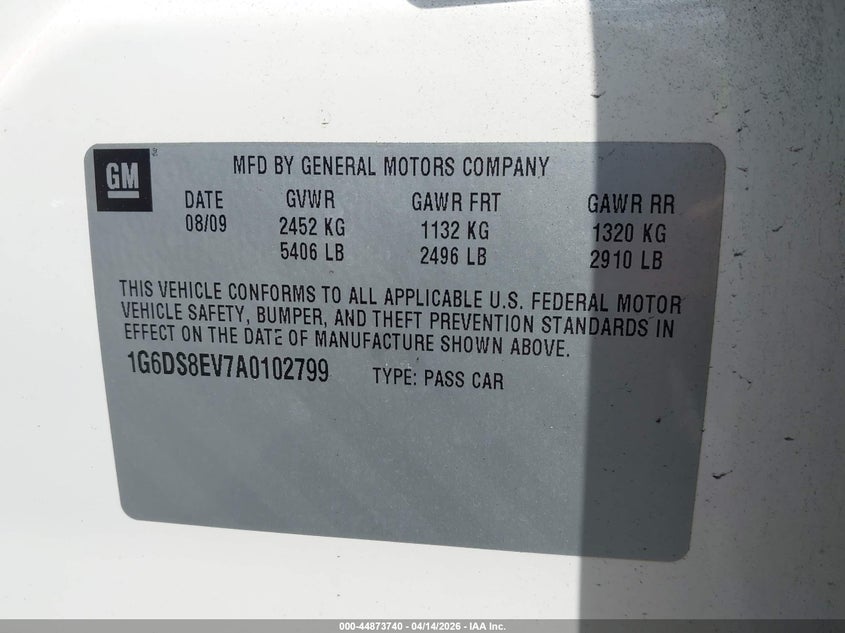 GM
MFD BY GENERAL MOTORS COMPANY
DATE GVWR GAWR FRT GAWR RR
08/09 2452 KG 1132 KG 1320 KG
5406 LB 2496 LB 2910 LB
THIS VEHICLE CONFORMS TO ALL APPLICABLE U.S. FEDERAL MOTOR
VEHICLE SAFETY, BUMPER, AND THEFT PREVENTION STANDARDS IN
EFFECT ON THE DATE OF MANUFACTURE SHOWN ABOVE.
1G6DS8EV7A0102799 TYPE: PASS CAR
000-44873740 - 04/14/2026 - IAA Inc.